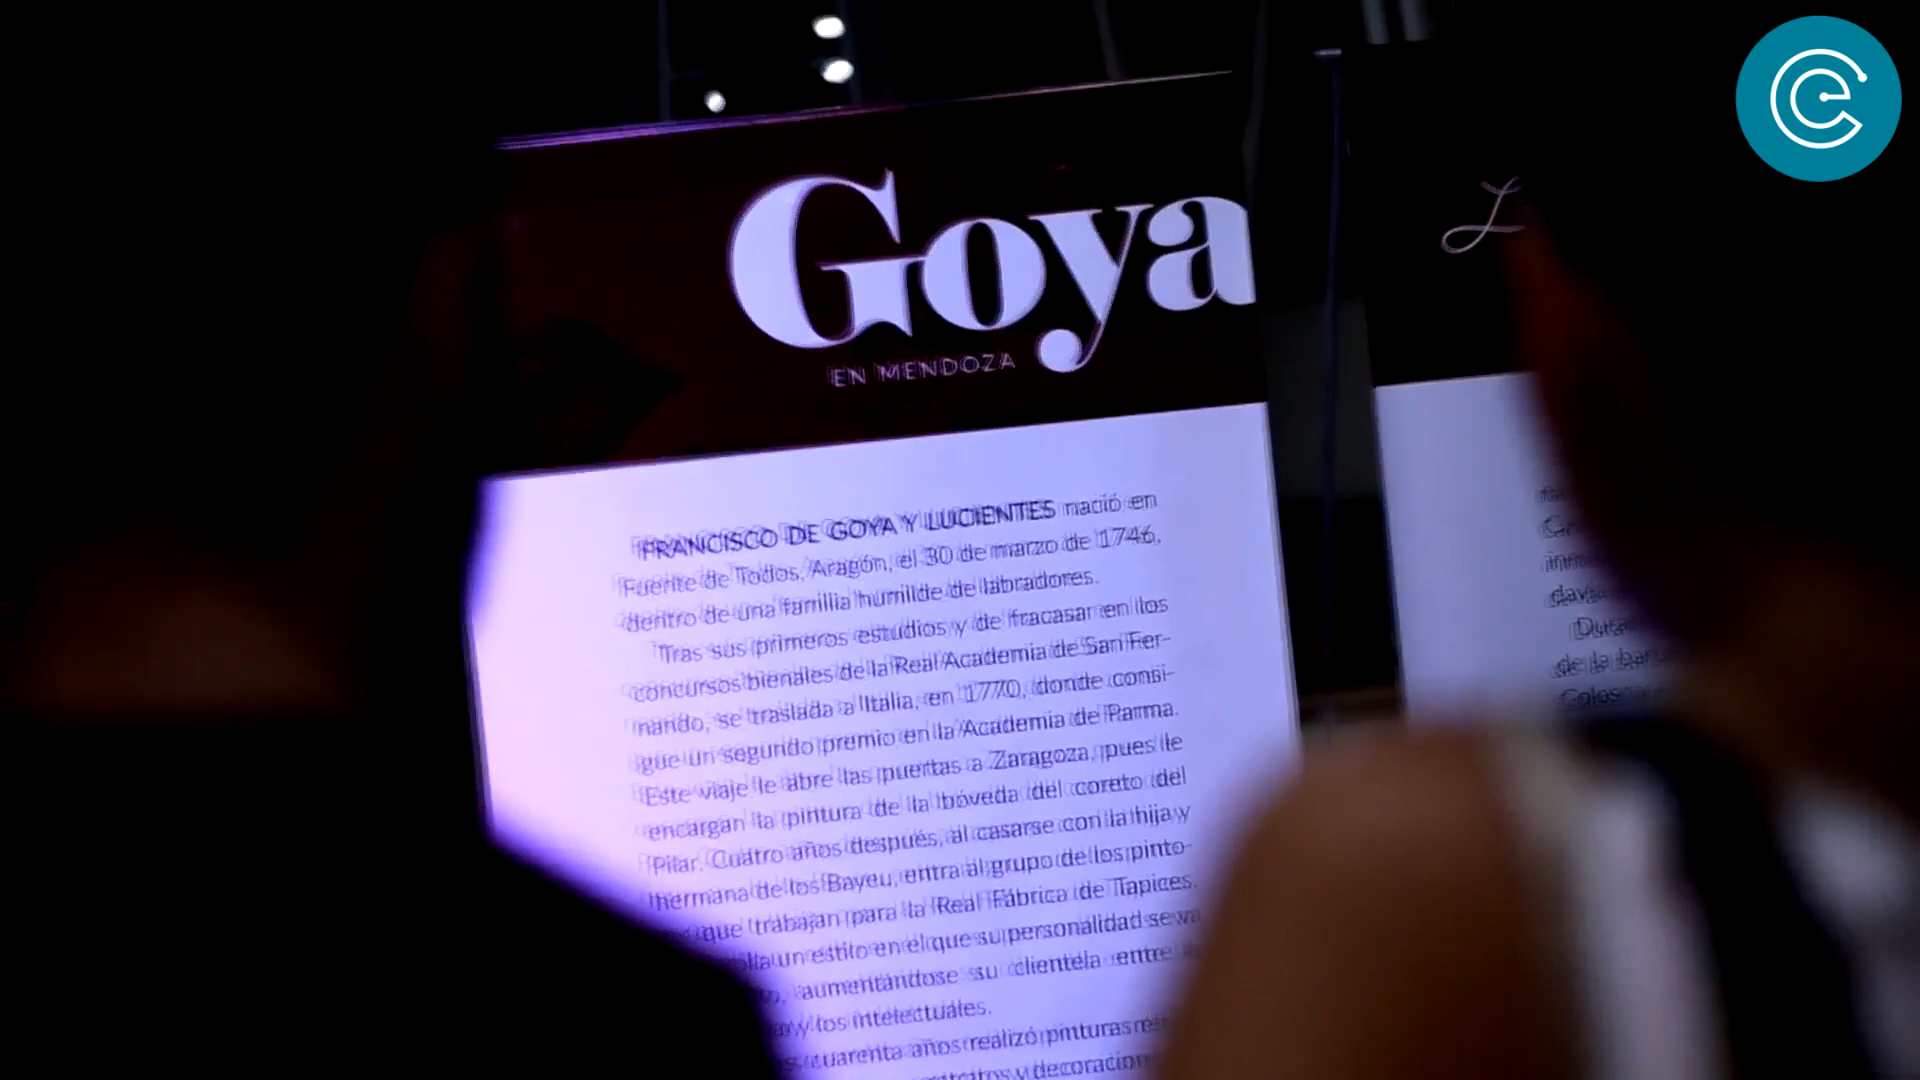 Goya
EN MENDOZA
FRANCISCO DE GOYA Y LUCIENTES nació en
Fuente de Todos, Aragón, el 30 de marzo de 1746,
dentro de una familia humilde de labradores.
Tras sus primeros estudios y de fracasar en los
concursos bienales de la Real Academia de San Fer-
nando, se traslada a Italia, en 1770, donde consi-
gue un segundo premio en la Academia de Parma.
Este viaje le abre las puertas a Zaragoza, pues le
encargan la pintura de la bóveda del coreto del
Pilar. Cuatro años después, al casarse con la hija y
hermana de los Bayeu, entra al grupo de los pinto-
que trabajan para la Real Fábrica de Tapices.
un estilo en el que su personalidad se va
aumentándose su clientela entre
y los intelectuales.
cuarenta años realizó pinturas
y decoracion
de la